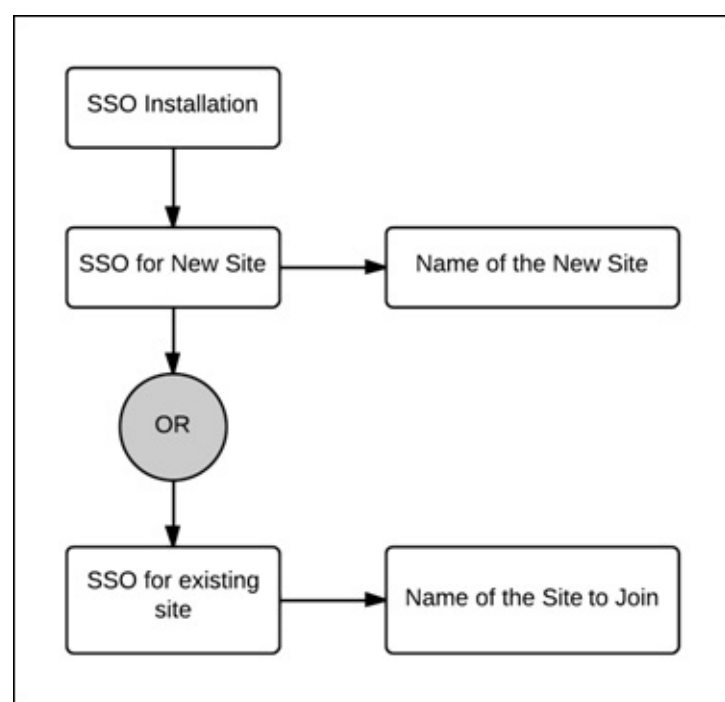 SSO Installation
SSO for New Site
Name of the New Site
OR
SSO for existing
site
Name of the Site to Join